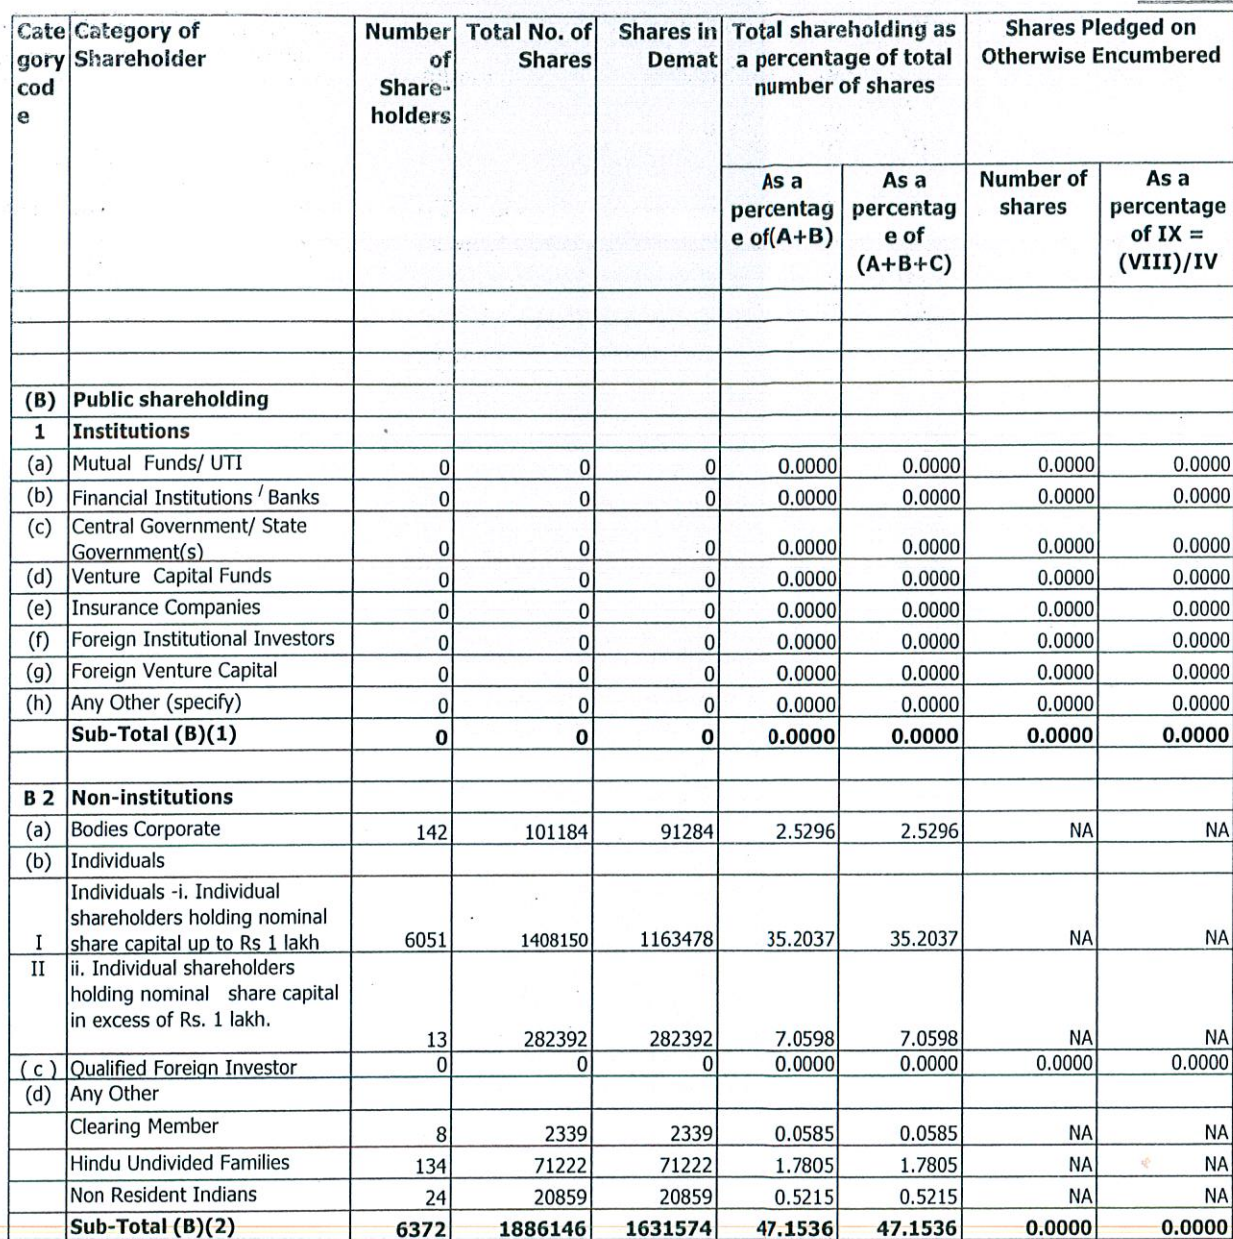 Cate Category of Number Total No. of Shares in Total shareholding as Shares Pledged on
gory Shareholder of Shares Demat a percentage of total Otherwise Encumbered
cod Share- number of shares
e holders
As a As a Number of As a
percentag percentag shares percentage
e of(A+B) e of of IX =
(A+B+C) (VIII)/IV
(B) Public shareholding
1 Institutions
(a) Mutual Funds/ UTI 0 0 0 0.0000 0.0000 0.0000 0.0000
(b) Financial Institutions / Banks 0 0 0 0.0000 0.0000 0.0000 0.0000
(c) Central Government/ State
Government(s) 0 0 0 0.0000 0.0000 0.0000 0.0000
(d) Venture Capital Funds 0 0 0 0.0000 0.0000 0.0000 0.0000
(e) Insurance Companies 0 0 0 0.0000 0.0000 0.0000 0.0000
(f) Foreign Institutional Investors 0 0 0 0.0000 0.0000 0.0000 0.0000
(g) Foreign Venture Capital 0 0 0 0.0000 0.0000 0.0000 0.0000
(h) Any Other (specify) 0 0 0 0.0000 0.0000 0.0000 0.0000
Sub-Total (B)(1) 0 0 0 0.0000 0.0000 0.0000 0.0000
B 2 Non-institutions
(a) Bodies Corporate 142 101184 91284 2.5296 2.5296 NA NA
(b) Individuals
Individuals -i. Individual
shareholders holding nominal
I share capital up to Rs 1 lakh 6051 1408150 1163478 35.2037 35.2037 NA NA
II ii. Individual shareholders
holding nominal share capital
in excess of Rs. 1 lakh.
13 282392 282392 7.0598 7.0598 NA NA
( c ) Qualified Foreign Investor 0 0 0 0.0000 0.0000 0.0000 0.0000
(d) Any Other
Clearing Member 8 2339 2339 0.0585 0.0585 NA NA
Hindu Undivided Families 134 71222 71222 1.7805 1.7805 NA NA
Non Resident Indians 24 20859 20859 0.5215 0.5215 NA NA
Sub-Total (B)(2) 6372 1886146 1631574 47.1536 47.1536 0.0000 0.0000